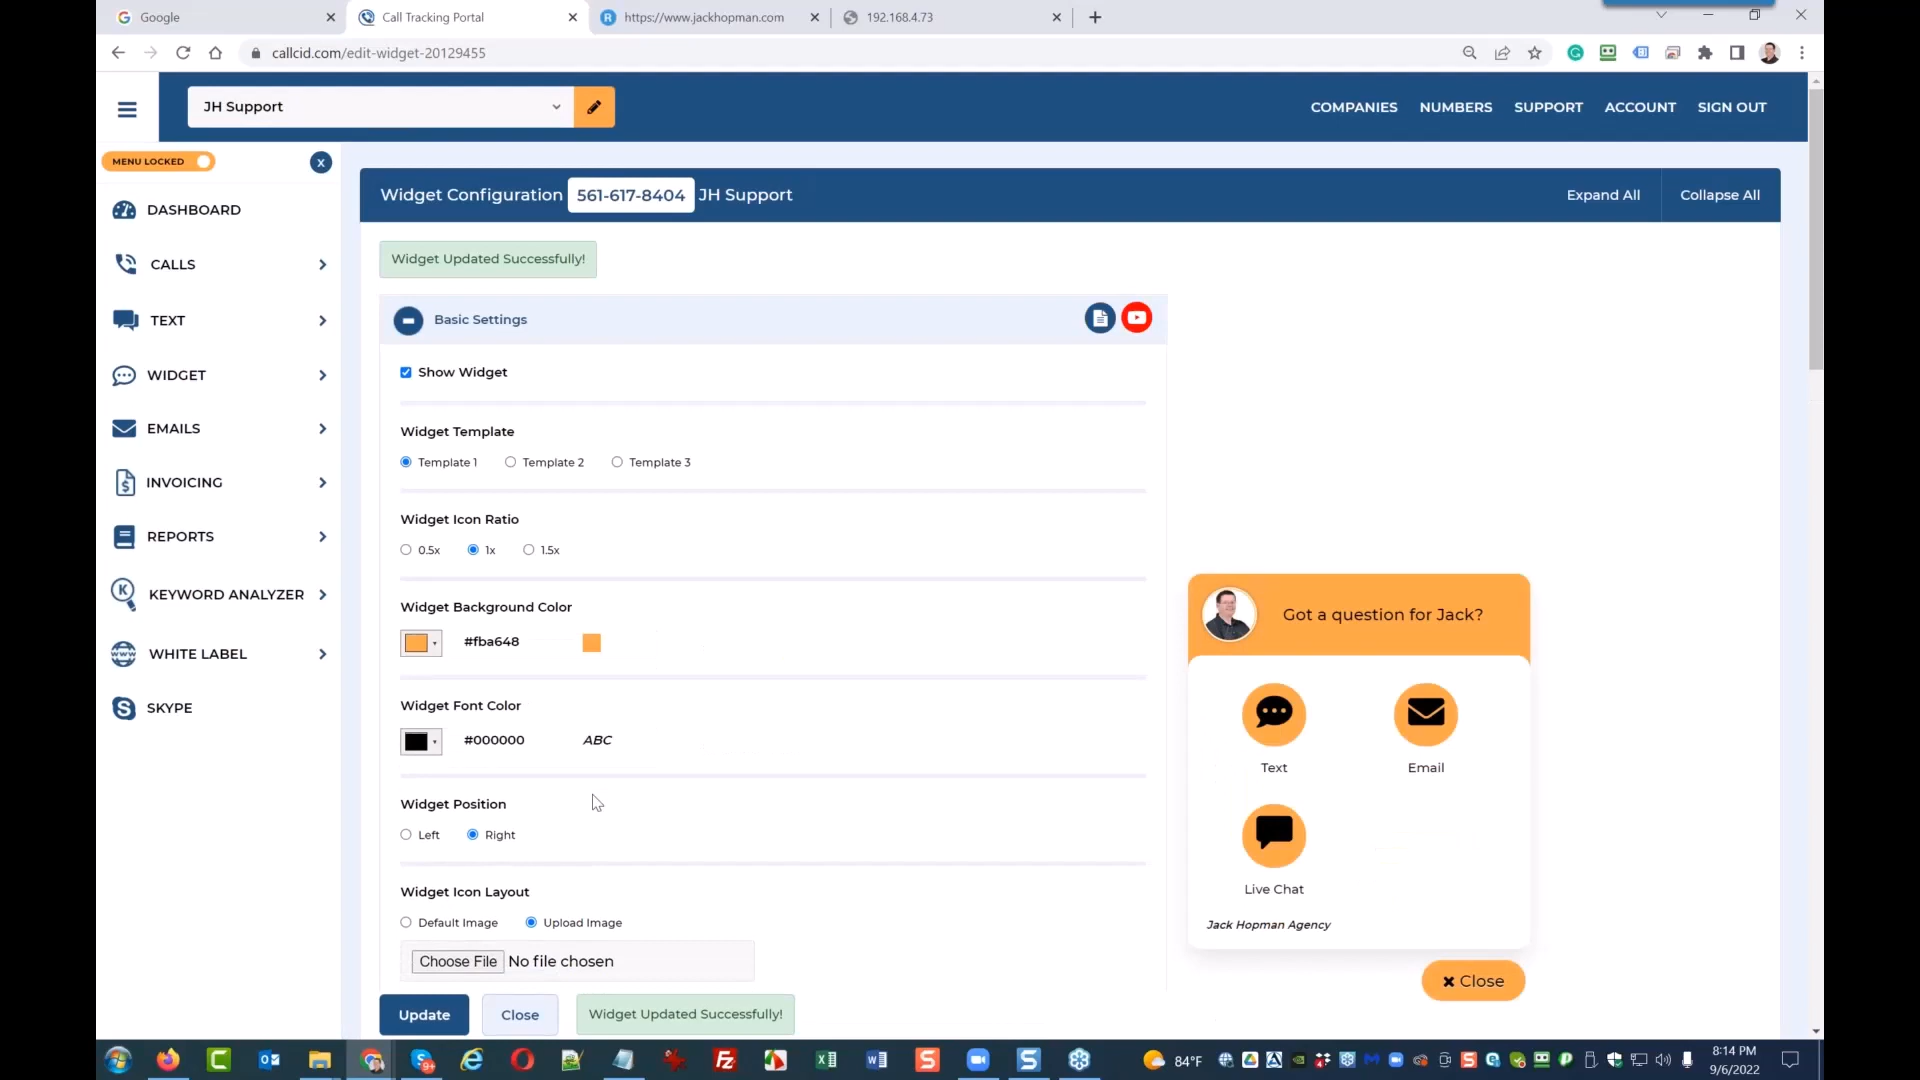 Google
Call Tracking Portal
https://www.jackhopman.com
192.168.4.73
callcid.com/edit-widget-20129455
JH Support
COMPANIES
NUMBERS
SUPPORT
ACCOUNT
SIGN OUT
MENU LOCKED
X
DASHBOARD
CALLS
TEXT
WIDGET
EMAILS
INVOICING
REPORTS
KEYWORD ANALYZER
WHITE LABEL
SKYPE
Widget Configuration 561-617-8404 JH Support
Expand All
Collapse All
Widget Updated Successfully!
Basic Settings
Show Widget
Widget Template
Template 1
Template 2
Template 3
Widget Icon Ratio
0.5x
1x
1.5x
Widget Background Color
#fba648
Widget Font Color
#000000
ABC
Widget Position
Left
Right
Widget Icon Layout
Default Image
Upload Image
Choose File No file chosen
Update
Close
Widget Updated Successfully!
Got a question for Jack?
Text
Email
Live Chat
Jack Hopman Agency
Close
84°F
8:14 PM
9/6/2022